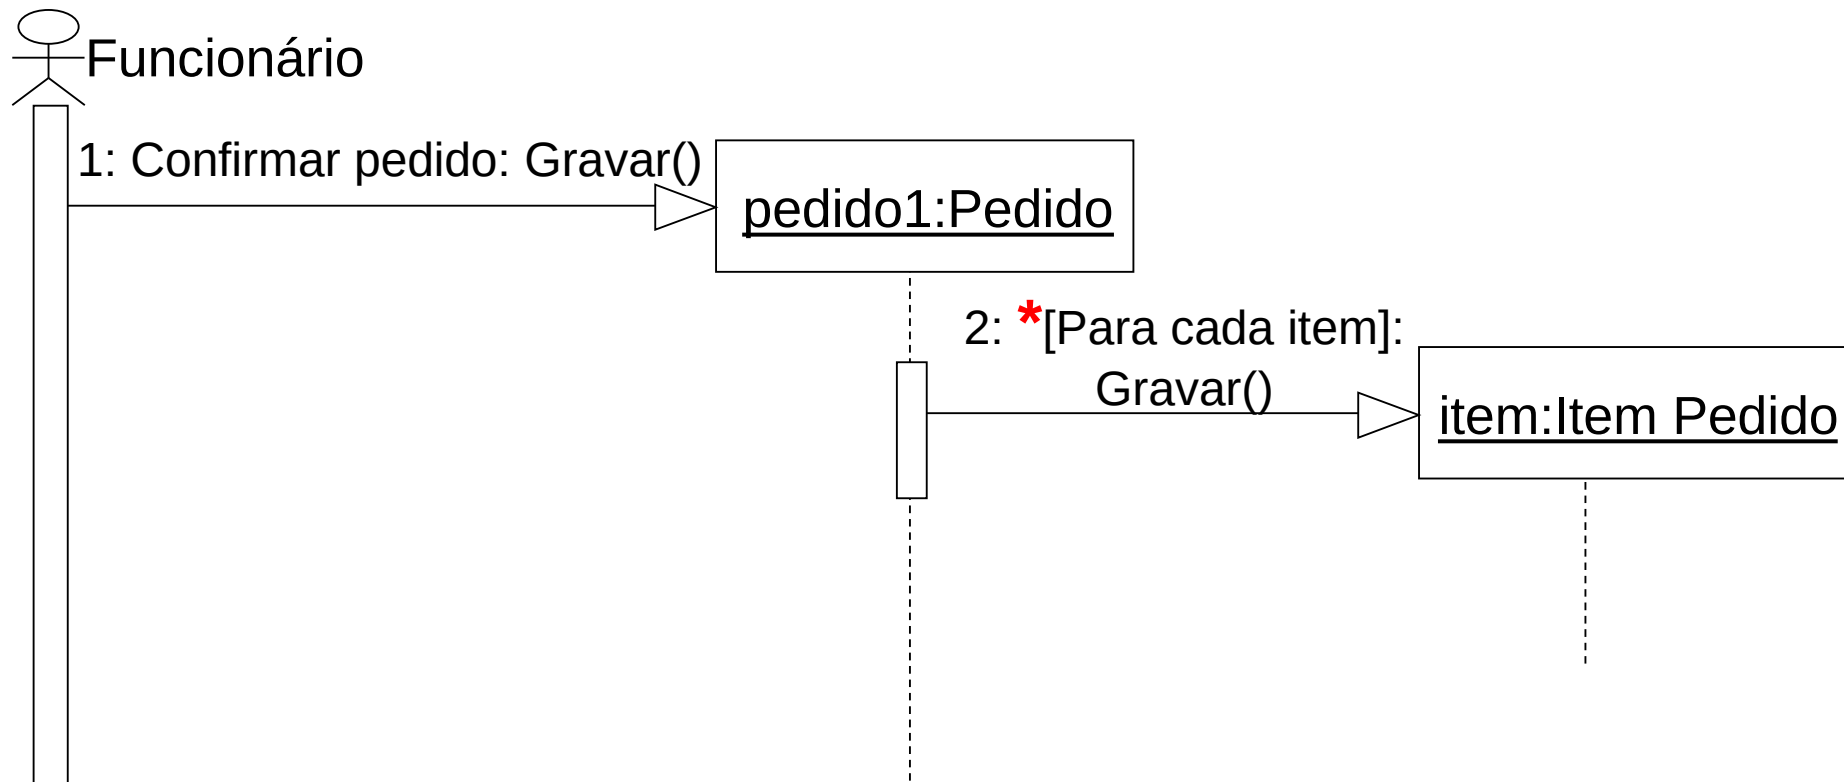 Funcionário
1: Confirmar pedido: Gravar()
pedido1:Pedido
2: *[Para cada item]:
Gravar()
item:Item Pedido